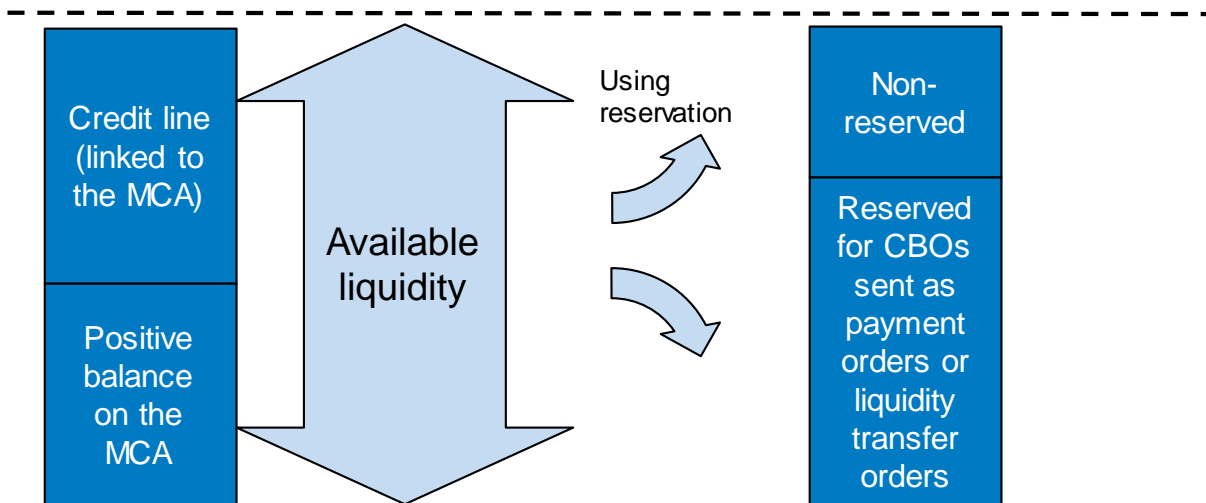 Credit line
(linked to
the MCA)
Positive
balance
on the
MCA
Available
liquidity
Using
reservation
Non-
reserved
Reserved
for CBOs
sent as
payment
orders or
liquidity
transfer
orders